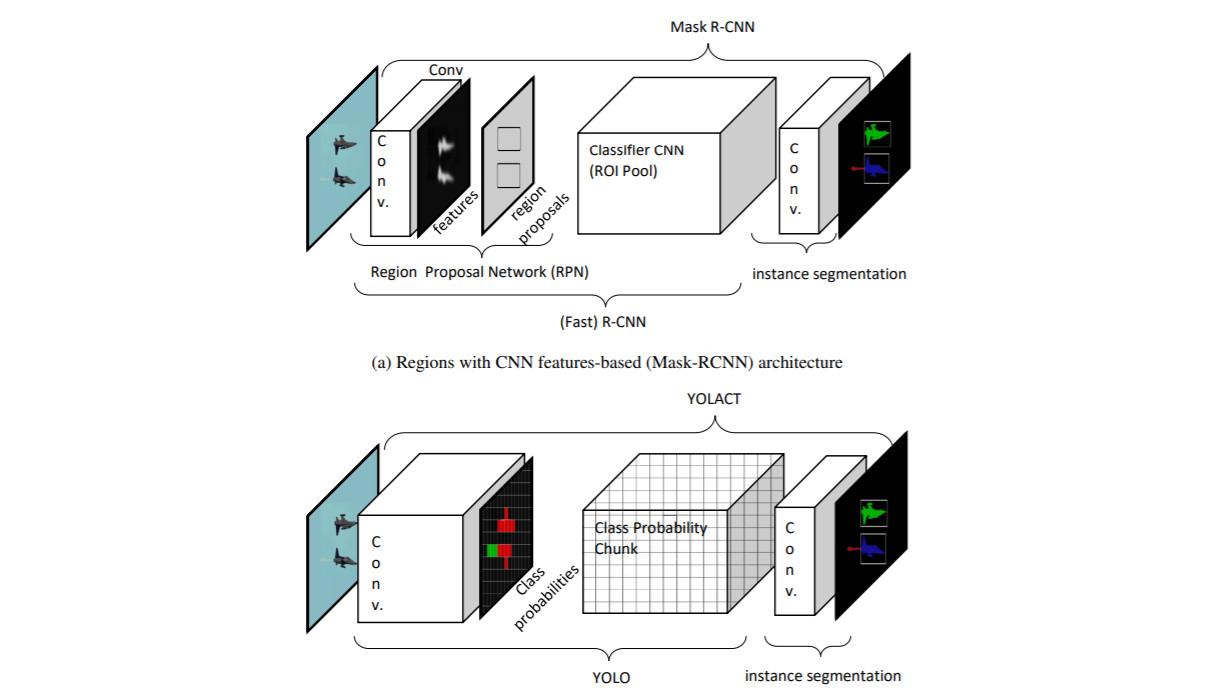 Mask R-CNN
Conv
C
o
n
v.
features
region
proposals
Classifier CNN
(ROI Pool)
C
o
n
v.
Region Proposal Network (RPN)
instance segmentation
(Fast) R-CNN
(a) Regions with CNN features-based (Mask-RCNN) architecture
YOLACT
C
o
n
v.
Class
probabilities
Class Probability
Chunk
C
o
n
v.
YOLO
instance segmentation